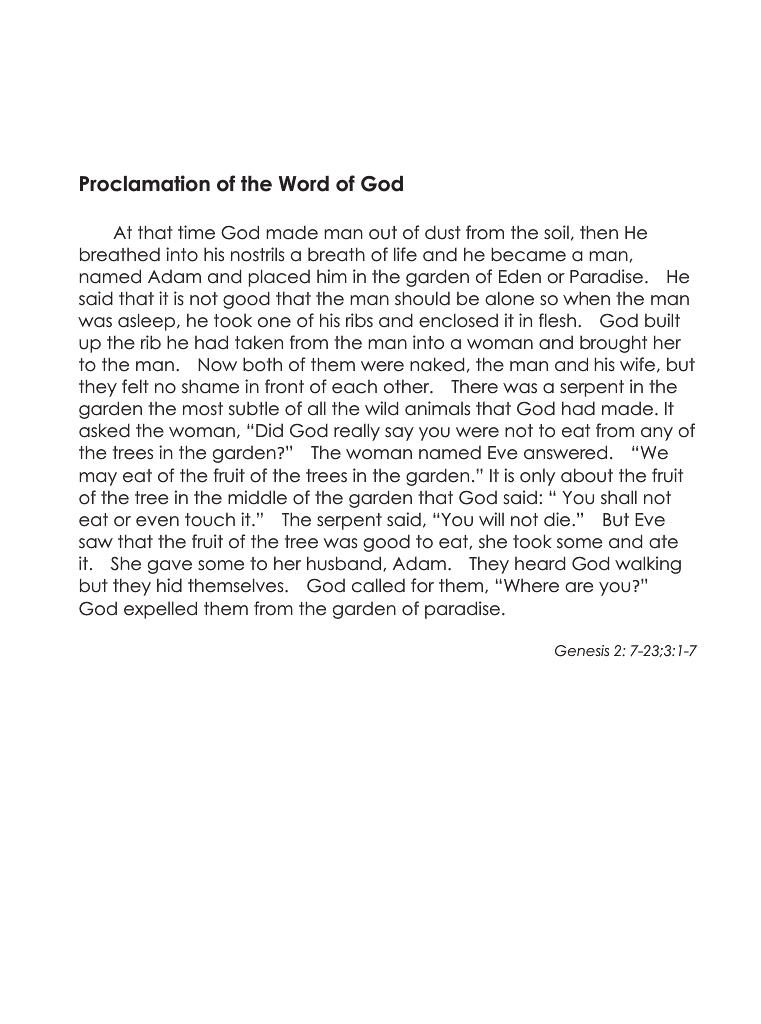 Proclamation of the Word of God
At that time God made man out of dust from the soil, then He
breathed into his nostrils a breath of life and he became a man,
named Adam and placed him in the garden of Eden or Paradise.   He
said that it is not good that the man should be alone so when the man
was asleep, he took one of his ribs and enclosed it in flesh.   God built
up the rib he had taken from the man into a woman and brought her
to the man.   Now both of them were naked, the man and his wife, but
they felt no shame in front of each other.   There was a serpent in the
garden the most subtle of all the wild animals that God had made. It
asked the woman, “Did God really say you were not to eat from any of
the trees in the garden?”   The woman named Eve answered.   “We
may eat of the fruit of the trees in the garden.” It is only about the fruit
of the tree in the middle of the garden that God said: “ You shall not
eat or even touch it.”   The serpent said, “You will not die.”   But Eve
saw that the fruit of the tree was good to eat, she took some and ate
it.   She gave some to her husband, Adam.   They heard God walking
but they hid themselves.   God called for them, “Where are you?”
God expelled them from the garden of paradise.
Genesis 2: 7-23;3:1-7